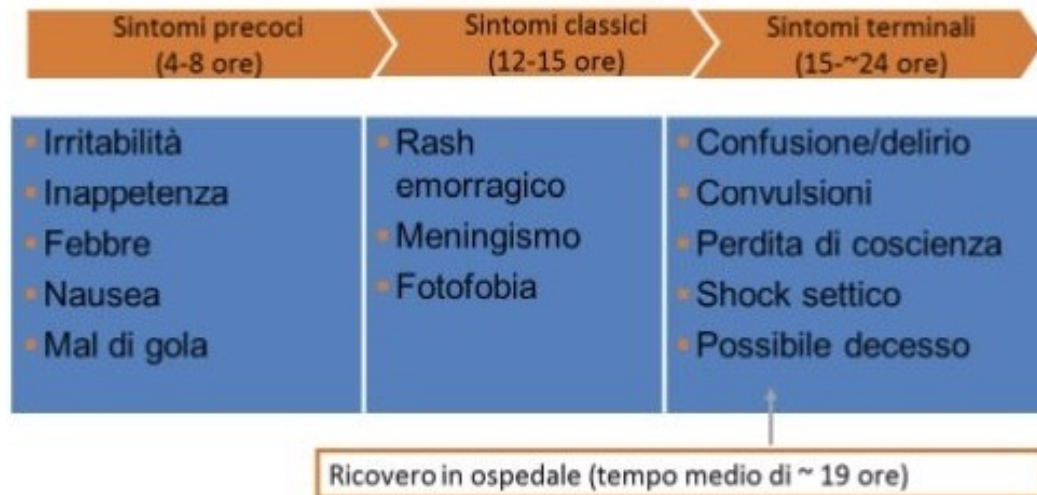 Sintomi precoci
(4-8 ore)
Sintomi classici
(12-15 ore)
Sintomi terminali
(15-~24 ore)
Irritabilità
Inappetenza
Febbre
Nausea
Mal di gola
Rash
emorragico
Meningismo
Fotofobia
Confusione/delirio
Convulsioni
Perdita di coscienza
Shock settico
Possibile decesso
Ricovero in ospedale (tempo medio di ~ 19 ore)